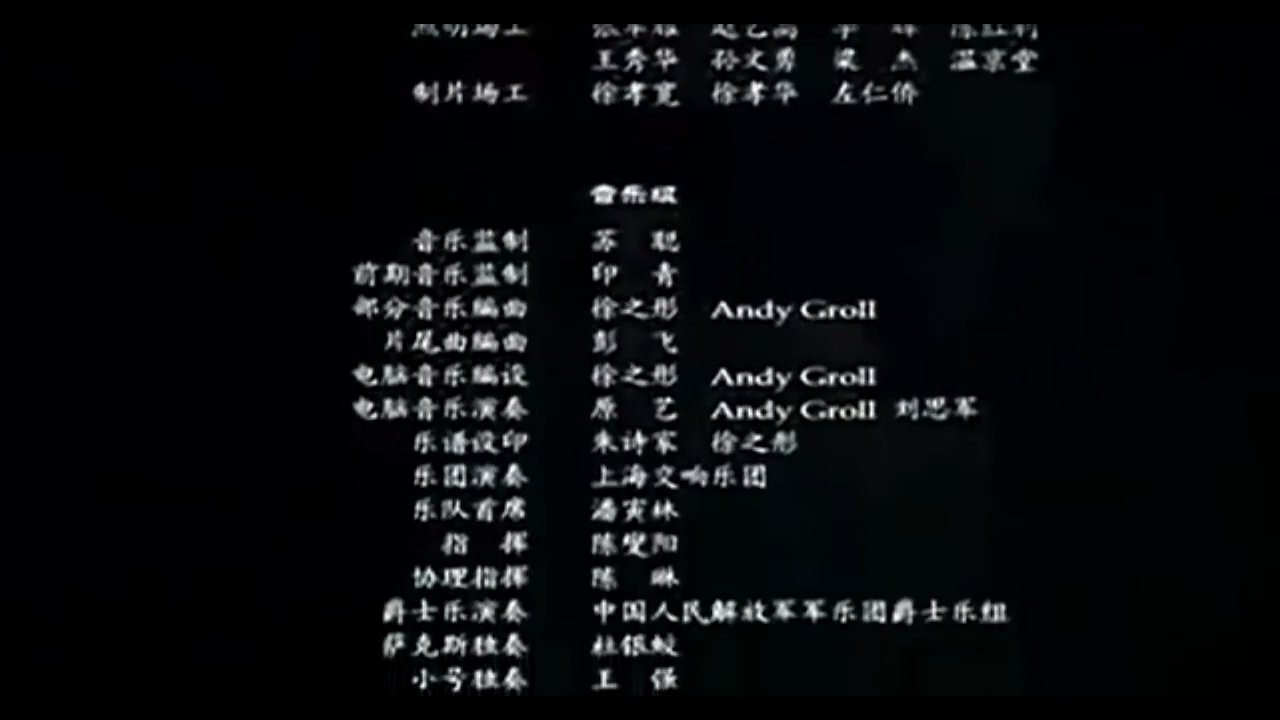 王秀华 孙文勇 梁 杰 温京堂
制片场工 徐孝宽 徐孝华 左仁侨
音乐组
音乐监制 苏 聪
前期音乐监制 印 青
部分音乐编曲 徐之彤 Andy Groll
片尾曲编曲 彭 飞
电脑音乐编设 徐之彤 Andy Groll
电脑音乐演奏 原 艺 Andy Groll 刘思军
乐谱设印 朱诗家 徐之彤
乐团演奏 上海交响乐团
乐队首席 潘寅林
指 挥 陈燮阳
协理指挥 陈 琳
爵士乐演奏 中国人民解放军军乐团爵士乐组
萨克斯独奏 杜银鲛
小号独奏 王 强